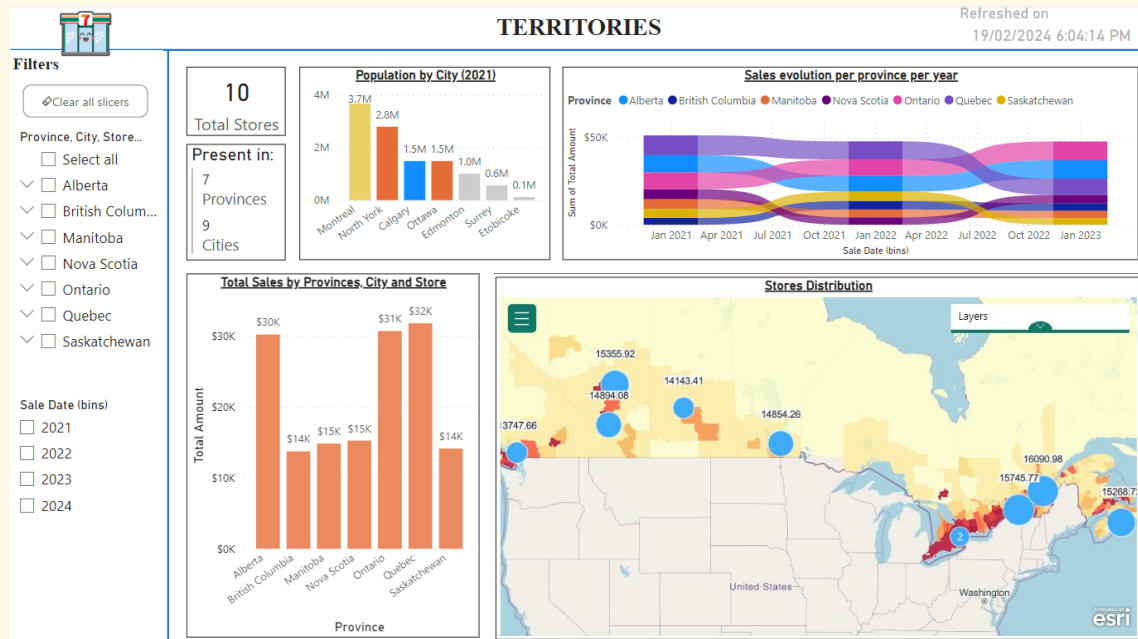 7
TERRITORIES
Refreshed on
19/02/2024 6:04:14 PM
Filters
Clear all slicers
Province, City, Store...
Select all
Alberta
British Colum...
Manitoba
Nova Scotia
Ontario
Quebec
Saskatchewan
Sale Date (bins)
2021
2022
2023
2024
10
Total Stores
Present in:
7
Provinces
9
Cities
Population by City (2021)
4M
2M
0M
3.7M
2.8M
1.5M
1.5M
1.0M
0.6M
0.1M
Montreal
North York
Calgary
Ottawa
Edmonton
Surrey
Etobicoke
Sales evolution per province per year
Province Alberta British Columbia Manitoba Nova Scotia Ontario Quebec Saskatchewan
Sum of Total Amount
$50K
$0K
Jan 2021 Apr 2021 Jul 2021 Oct 2021 Jan 2022 Apr 2022 Jul 2022 Oct 2022 Jan 2023
Sale Date (bins)
Total Sales by Provinces, City and Store
Total Amount
$30K
$20K
$10K
$0K
$30K
$14K
$15K
$15K
$31K
$32K
$14K
Alberta
British Columbia
Manitoba
Nova Scotia
Ontario
Quebec
Saskatchewan
Province
Stores Distribution
Layers
15355.92
14894.08
14143.41
13747.66
14854.26
16090.98
15745.77
15268.7
2
United States
Washington
POWERED BY
esri